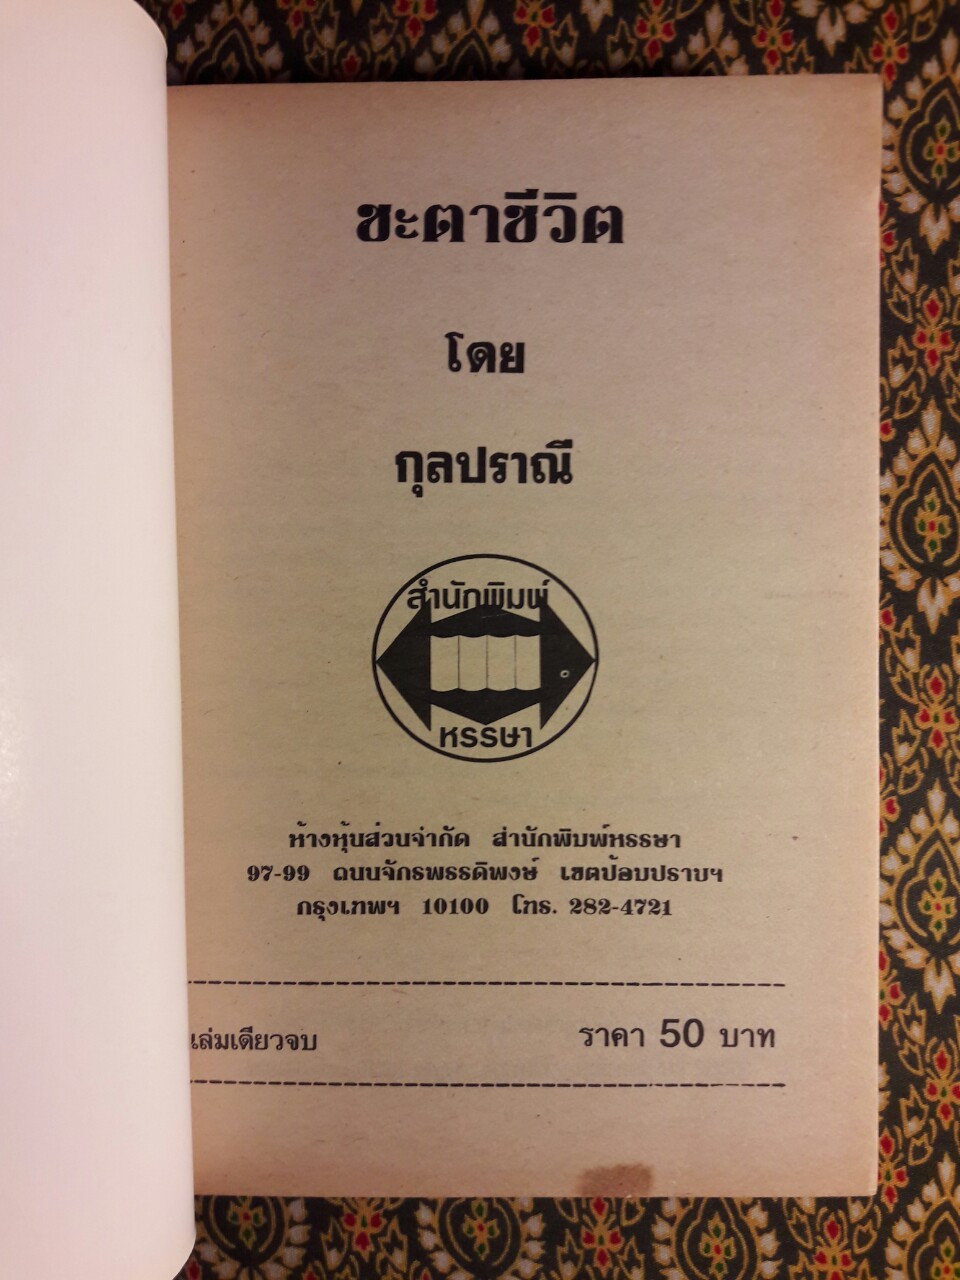 ชะตาชีวิต
โดย
กุลปราณี
สำนักพิมพ์
หรรษา
ห้างหุ้นส่วนจำกัด สำนักพิมพ์หรรษา
97-99 ถนนจักรพรรดิพงษ์ เขตป้อมปราบฯ
กรุงเทพฯ 10100 โทร. 282-4721
เล่มเดียวจบ
ราคา 50 บาท